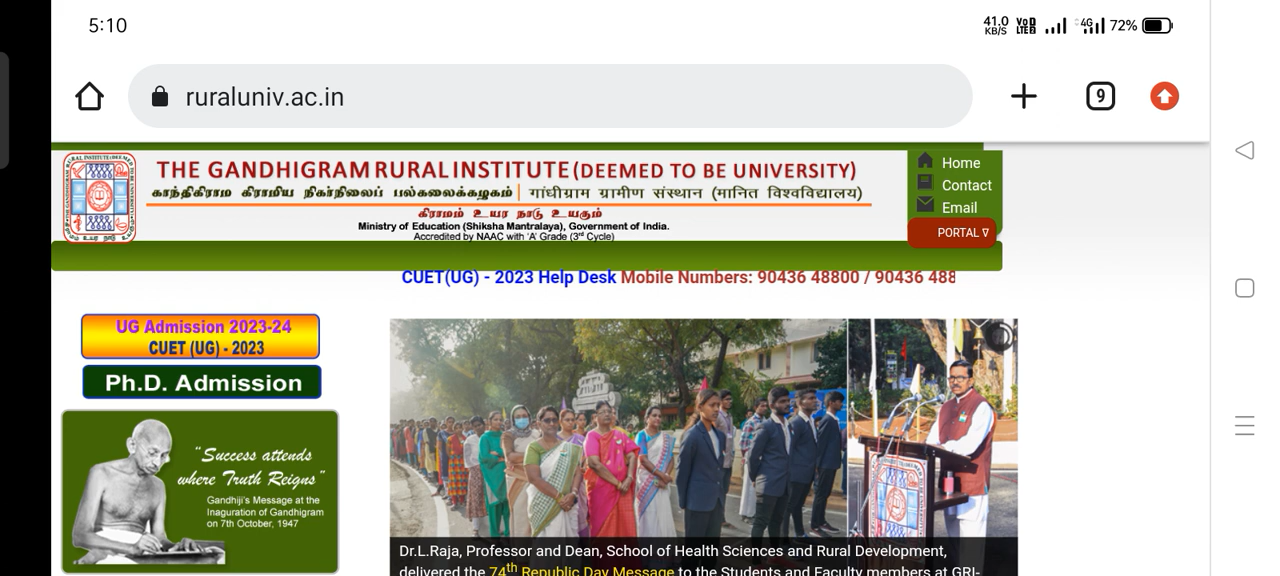 5:10
41.0 KB/S VoD LTE2 4G 72%
ruraluniv.ac.in
9
THE GANDHIGRAM RURAL INSTITUTE (DEEMED TO BE UNIVERSITY)
காந்திகிராம கிராமிய நிகர்நிலைப் பல்கலைக்கழகம் | गांधीग्राम ग्रामीण संस्थान (मानित विश्वविद्यालय)
கிராமம் உயர நாடு உயரும்
Ministry of Education (Shiksha Mantralaya), Government of India.
Accredited by NAAC with 'A' Grade (3rd Cycle)
Home
Contact
Email
PORTAL ∇
CUET(UG) - 2023 Help Desk Mobile Numbers: 90436 48800 / 90436 488
UG Admission 2023-24
CUET (UG) - 2023
Ph.D. Admission
"Success attends
where Truth Reigns"
Gandhiji's Message at the
Inaguration of Gandhigram
on 7th October, 1947
Dr.L.Raja, Professor and Dean, School of Health Sciences and Rural Development,
delivered the 74th Republic Day Message to the Students and Faculty members at GRI-